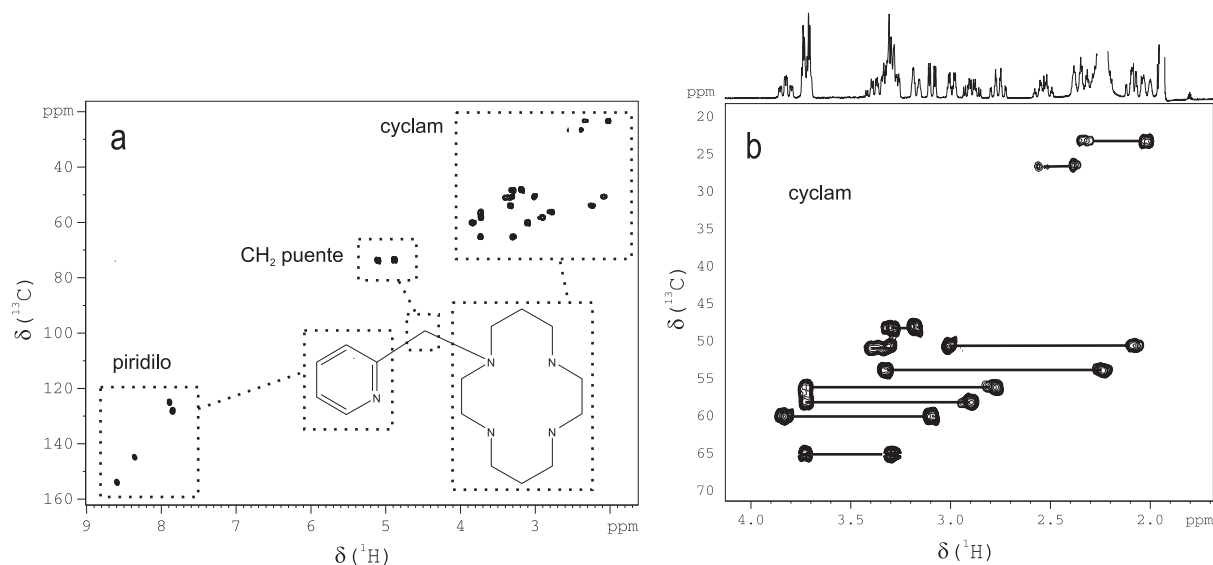 a
ppm
40
60
80
100
120
140
160
δ (¹³C)
cyclam
CH₂ puente
piridilo
N
N
N
N
N
9
8
7
6
5
4
3
ppm
δ (¹H)
b
ppm
20
25
30
35
40
45
50
55
60
65
70
δ (¹³C)
cyclam
4.0
3.5
3.0
2.5
2.0
ppm
δ (¹H)